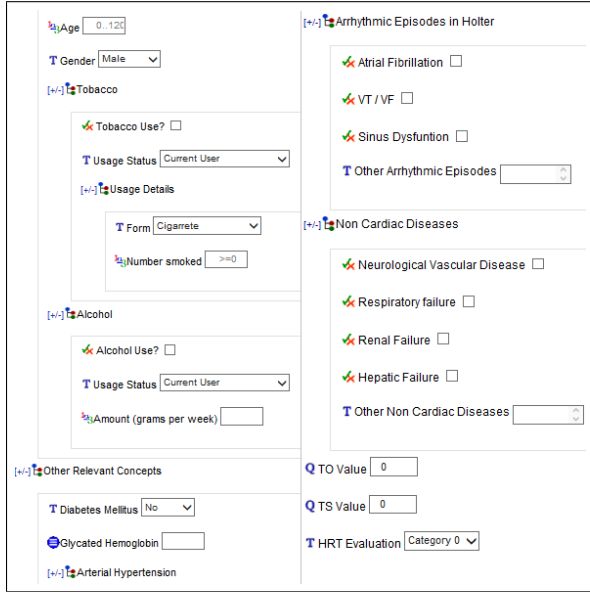 Age 0..120
T Gender Male
[+/-] Tobacco
Tobacco Use?
T Usage Status Current User
[+/-] Usage Details
T Form Cigarrete
Number smoked >=0
[+/-] Alcohol
Alcohol Use?
T Usage Status Current User
Amount (grams per week)
[+/-] Other Relevant Concepts
T Diabetes Mellitus No
Glycated Hemoglobin
[+/-] Arterial Hypertension
[+/-] Arrhythmic Episodes in Holter
Atrial Fibrillation
VT / VF
Sinus Dysfuntion
T Other Arrhythmic Episodes
[+/-] Non Cardiac Diseases
Neurological Vascular Disease
Respiratory failure
Renal Failure
Hepatic Failure
T Other Non Cardiac Diseases
Q TO Value 0
Q TS Value 0
T HRT Evaluation Category 0